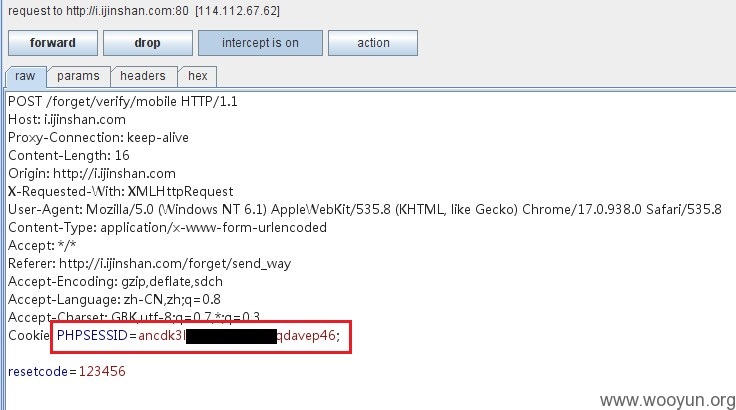 request to http://i.ijinshan.com:80 [114.112.67.62]
forward drop intercept is on action
raw params headers hex
POST /forget/verify/mobile HTTP/1.1
Host: i.ijinshan.com
Proxy-Connection: keep-alive
Content-Length: 16
Origin: http://i.ijinshan.com
X-Requested-With: XMLHttpRequest
User-Agent: Mozilla/5.0 (Windows NT 6.1) AppleWebKit/535.8 (KHTML, like Gecko) Chrome/17.0.938.0 Safari/535.8
Content-Type: application/x-www-form-urlencoded
Accept: */*
Referer: http://i.ijinshan.com/forget/send_way
Accept-Encoding: gzip,deflate,sdch
Accept-Language: zh-CN,zh;q=0.8
Accept-Charset: GBK,utf-8;q=0.7,*;q=0.3
Cookie PHPSESSID=ancdk3l qdavep46;
resetcode=123456
www.wooyun.org